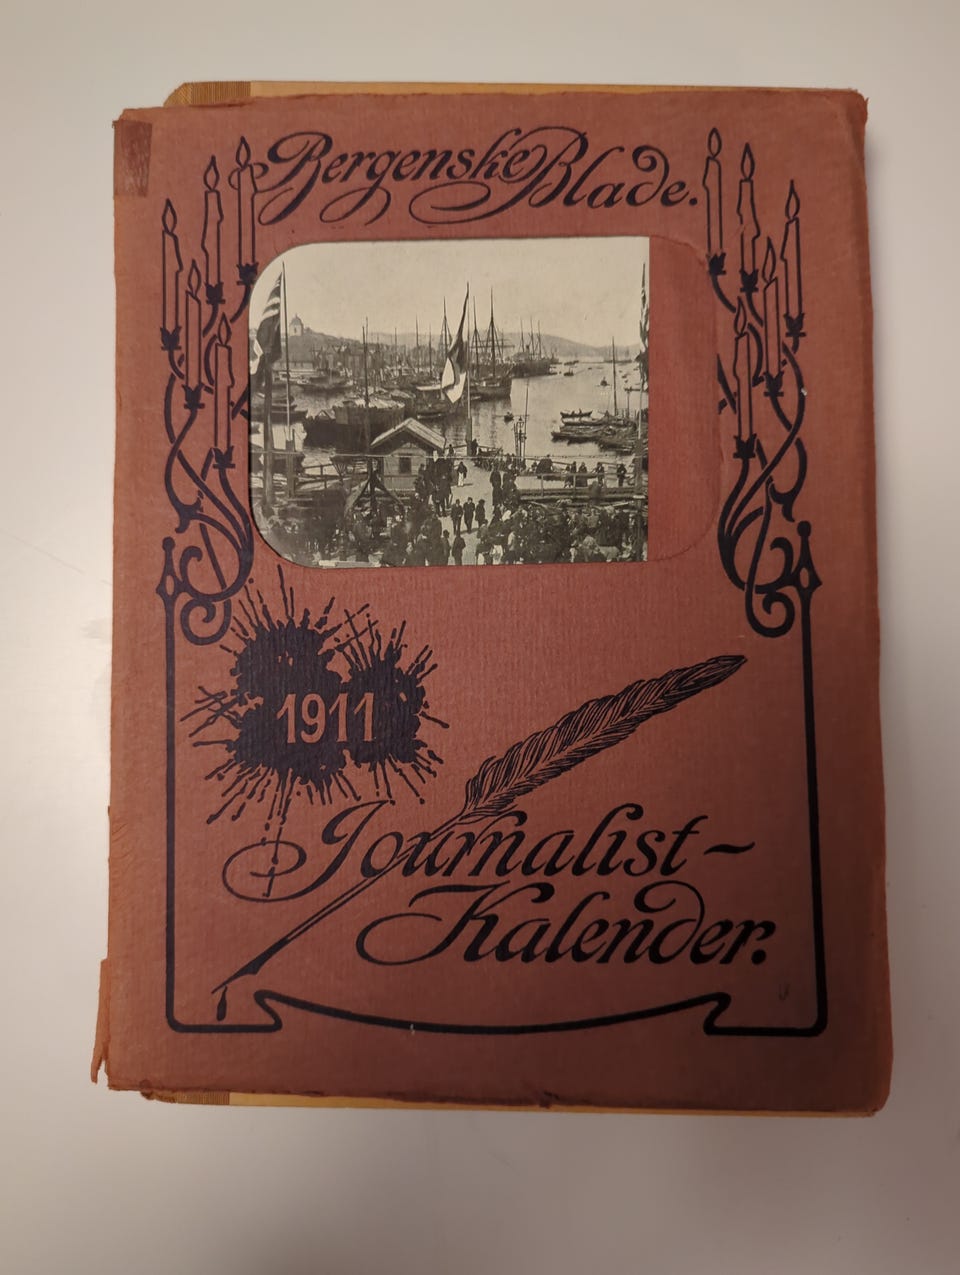 Bergenske Blade.
1911
Journalist-
Kalender.